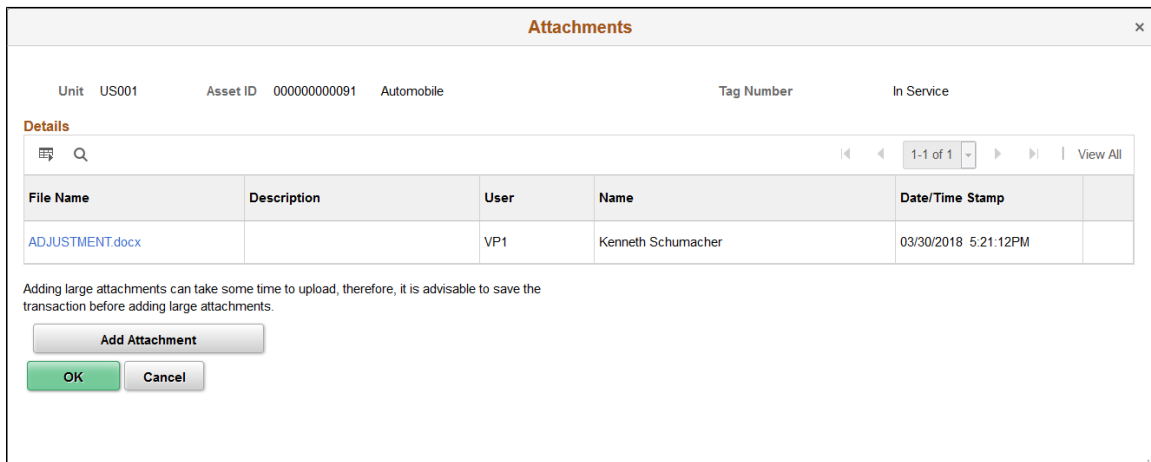 Attachments ×
Unit US001 Asset ID 000000000091 Automobile Tag Number In Service
Details
1-1 of 1 | View All
File Name Description User Name Date/Time Stamp
ADJUSTMENT.docx VP1 Kenneth Schumacher 03/30/2018 5:21:12PM
Adding large attachments can take some time to upload, therefore, it is advisable to save the
transaction before adding large attachments.
Add Attachment
OK Cancel